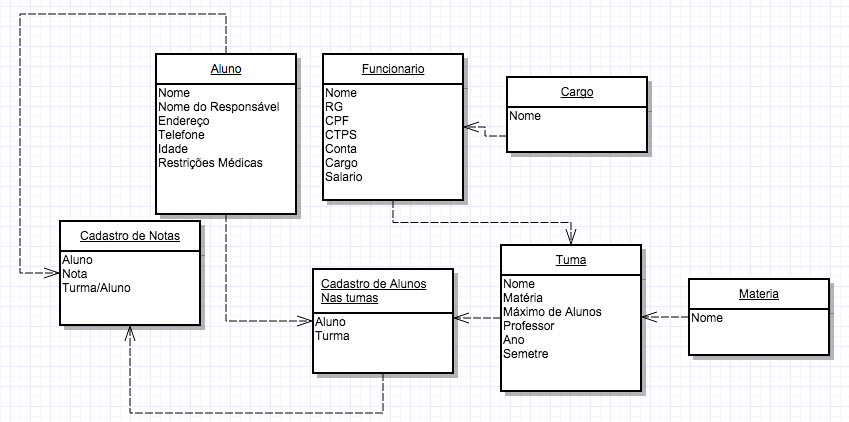 Aluno
Nome
Nome do Responsável
Endereço
Telefone
Idade
Restrições Médicas
Funcionario
Nome
RG
CPF
CTPS
Conta
Cargo
Salario
Cargo
Nome
Cadastro de Notas
Aluno
Nota
Turma/Aluno
Cadastro de Alunos
Nas tumas
Aluno
Turma
Tuma
Nome
Matéria
Máximo de Alunos
Professor
Ano
Semetre
Materia
Nome